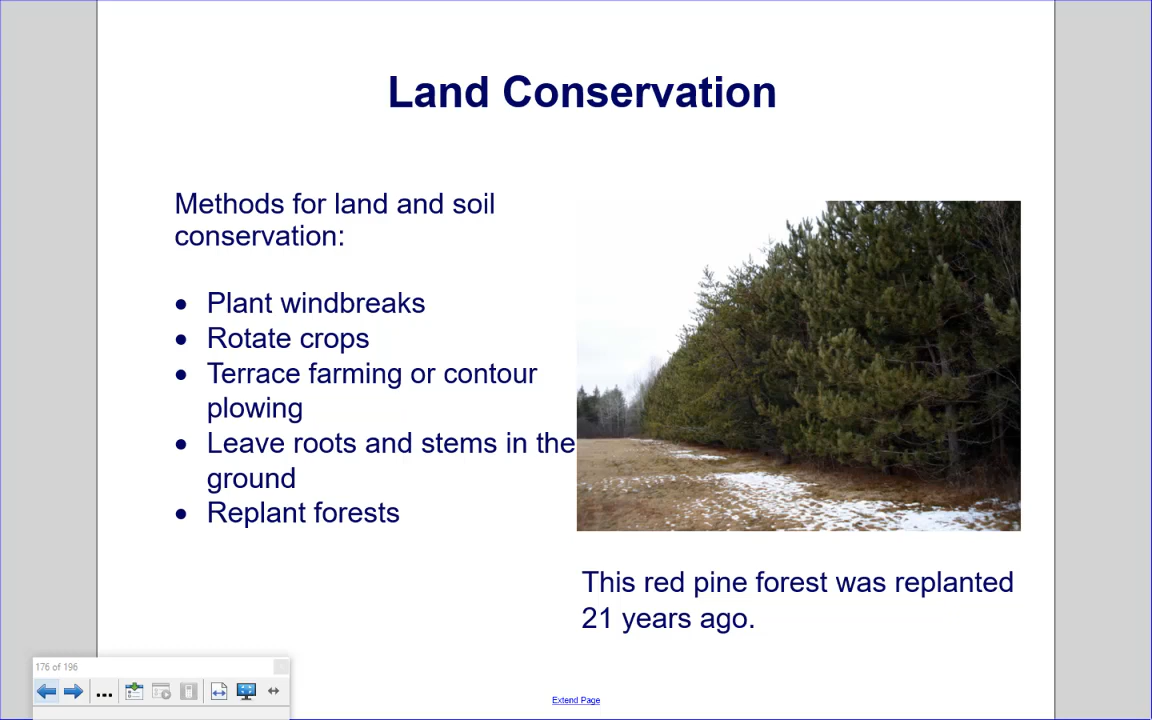 Land Conservation
Methods for land and soil
conservation:
• Plant windbreaks
• Rotate crops
• Terrace farming or contour
plowing
• Leave roots and stems in the
ground
• Replant forests
This red pine forest was replanted
21 years ago.
176 of 196
Extend Page